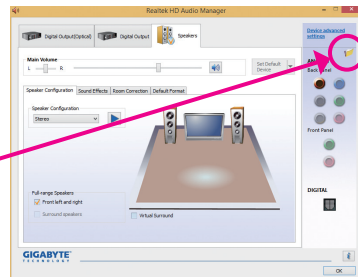 Realtek HD Audio Manager
Digital Output(Optical)
Digital Output
Speakers
Device advanced
settings
Main Volume
L
R
Set Default
Device
ANALOG
Back Panel
Speaker Configuration
Sound Effects
Room Correction
Default Format
Speaker Configuration
Stereo
Front Panel
Full-range Speakers
Front left and right
Surround speakers
Virtual Surround
DIGITAL
GIGABYTE
TECHNOLOGY
OK